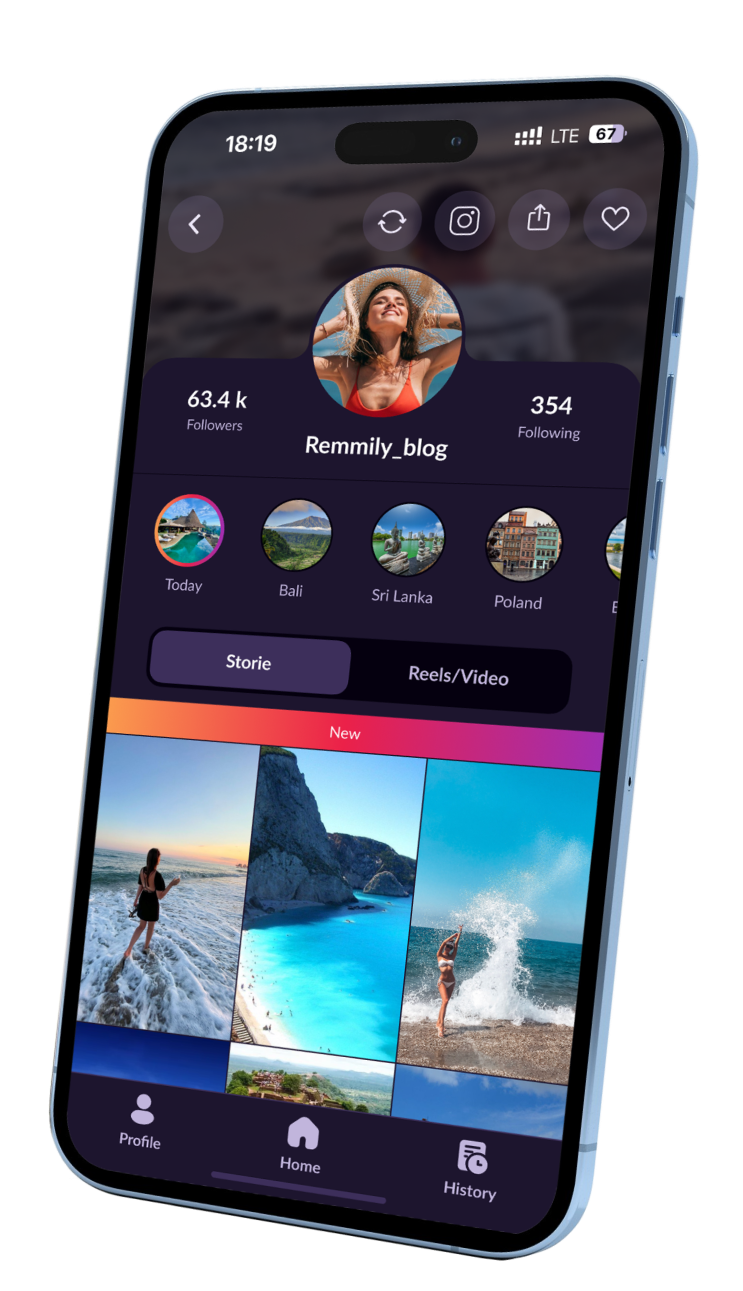 18:19
LTE 67
63.4 k
Followers
354
Following
Remmily_blog
Today
Bali
Sri Lanka
Poland
Storie
Reels/Video
New
Profile
Home
History